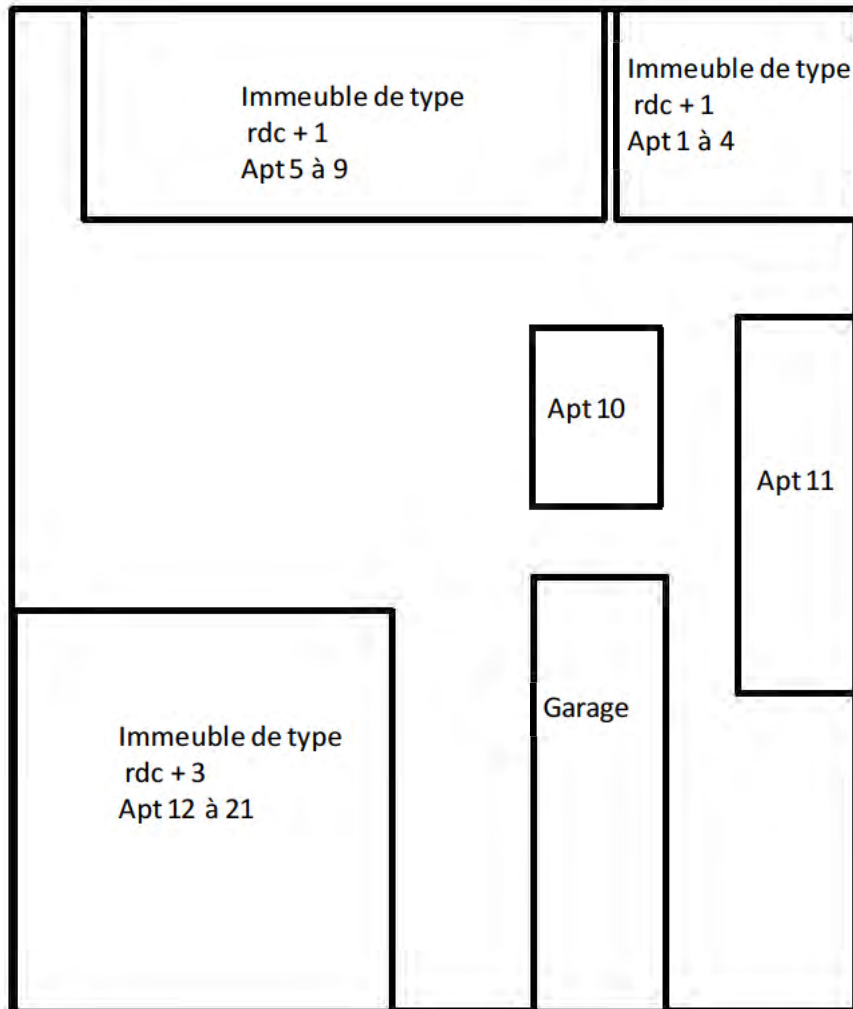 Immeuble de type
rdc + 1
Apt 5 à 9
Immeuble de type
rdc + 1
Apt 1 à 4
Apt 10
Apt 11
Garage
Immeuble de type
rdc + 3
Apt 12 à 21